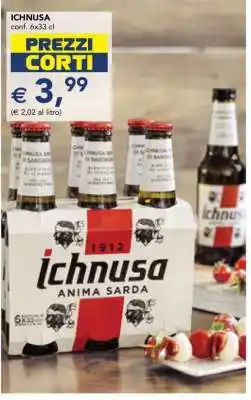 ICHNUSA
conf. 6x33 cl
PREZZI
CORTI
€ 3,99
(€ 2,02 al litro)
1912
ichnusa
ANIMA SARDA
ichnusa